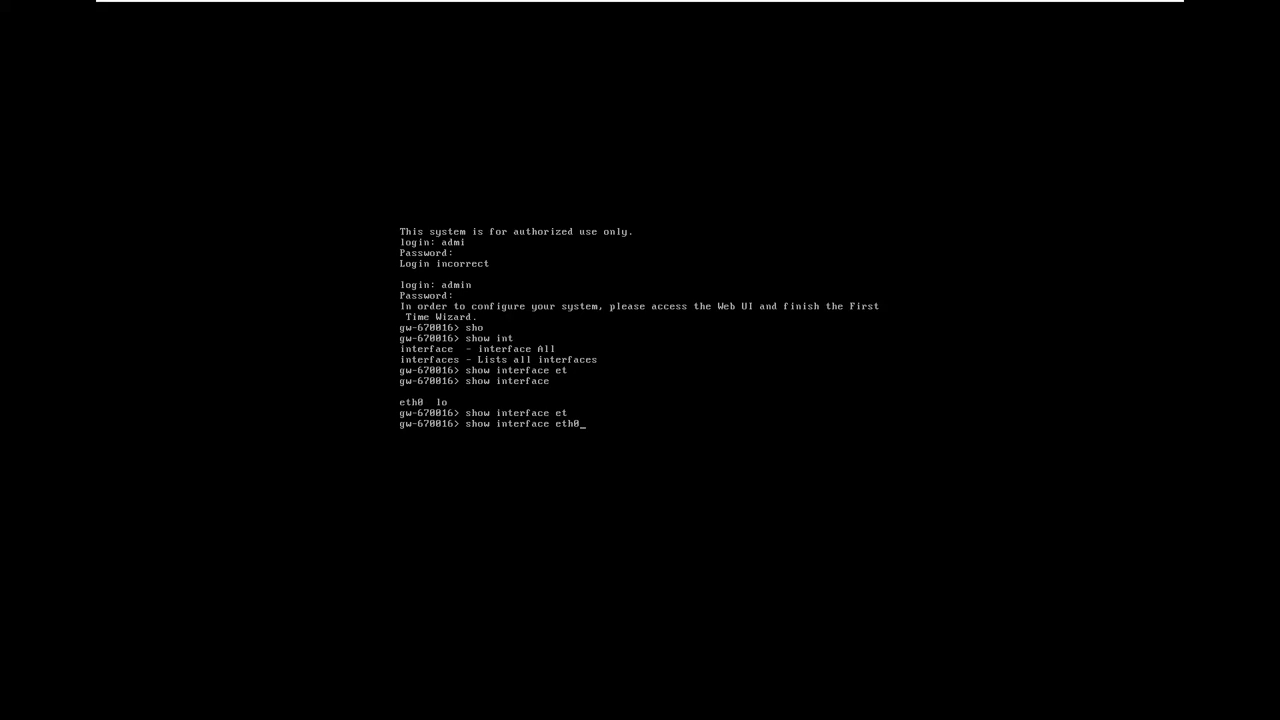 This system is for authorized use only.
login: admi
Password:
Login incorrect
login: admin
Password:
In order to configure your system, please access the Web UI and finish the First
Time Wizard.
gw-670016> sho
gw-670016> show int
interface  - interface All
interfaces - Lists all interfaces
gw-670016> show interface et
gw-670016> show interface
eth0  lo
gw-670016> show interface et
gw-670016> show interface eth0_